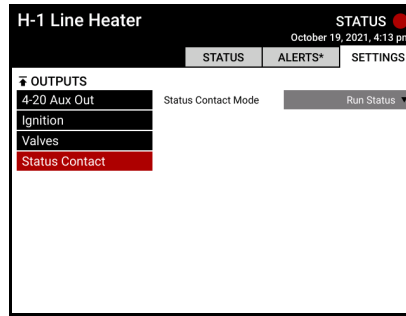 H-1 Line Heater
STATUS
October 19, 2021, 4:13 pm
STATUS
ALERTS*
SETTINGS
OUTPUTS
4-20 Aux Out
Status Contact Mode
Run Status
Ignition
Valves
Status Contact